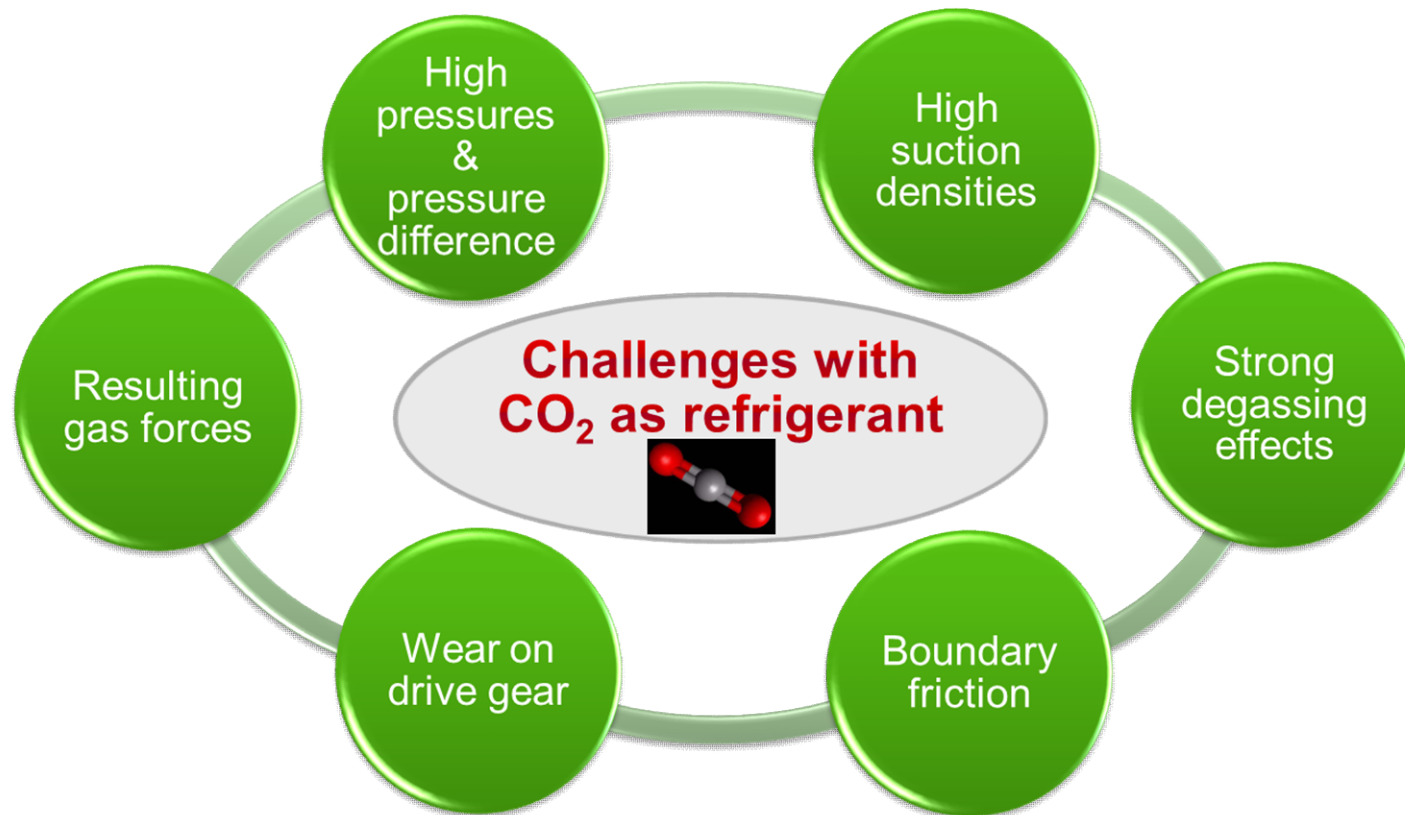 High
pressures
&
pressure
difference
High
suction
densities
Strong
degassing
effects
Boundary
friction
Wear on
drive gear
Resulting
gas forces
Challenges with
CO₂ as refrigerant